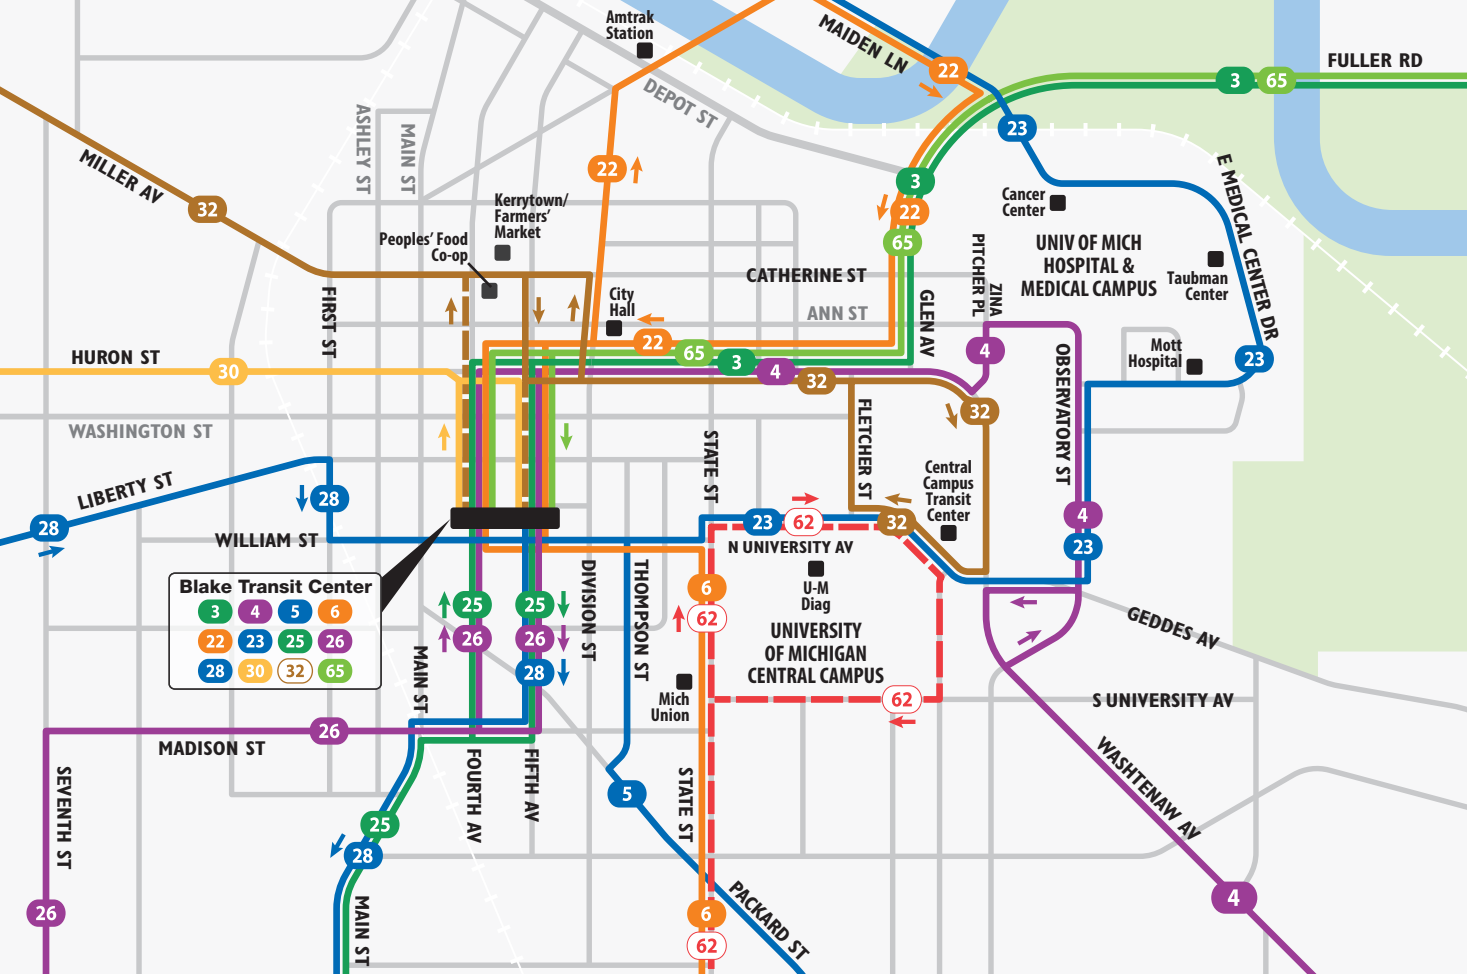 Amtrak
Station
MAIDEN LN
22
FULLER RD
3
65
DEPOT ST
23
ASHLEY ST
MAIN ST
MILLER AV
32
22
3
22
65
Cancer
Center
E MEDICAL CENTER DR
Kerrytown/
Farmers'
Market
Peoples' Food
Co-op
UNIV OF MICH
HOSPITAL &
MEDICAL CAMPUS
Taubman
Center
ZINA
PITCHER PL
CATHERINE ST
City
Hall
ANN ST
GLEN AV
FIRST ST
HURON ST
30
22
65
3
4
32
4
OBSERVATORY ST
Mott
Hospital
23
32
WASHINGTON ST
FLETCHER ST
STATE ST
Central
Campus
Transit
Center
LIBERTY ST
28
28
WILLIAM ST
23
62
32
4
23
N UNIVERSITY AV
U-M
Diag
UNIVERSITY
OF MICHIGAN
CENTRAL CAMPUS
Blake Transit Center
3
4
5
6
22
23
25
26
28
30
32
65
25
26
25
26
28
DIVISION ST
THOMPSON ST
6
62
GEDDES AV
MAIN ST
Mich
Union
62
S UNIVERSITY AV
26
MADISON ST
SEVENTH ST
FOURTH AV
FIFTH AV
STATE ST
5
WASHTENAW AV
25
28
26
MAIN ST
6
62
PACKARD ST
4